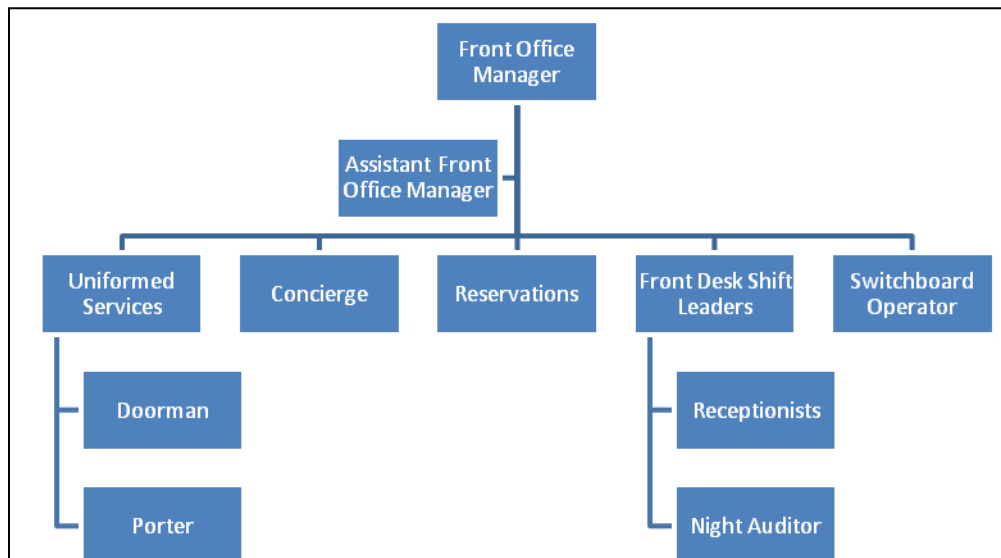 Front Office
Manager
Assistant Front
Office Manager
Uniformed
Services
Concierge
Reservations
Front Desk Shift
Leaders
Switchboard
Operator
Doorman
Receptionists
Porter
Night Auditor